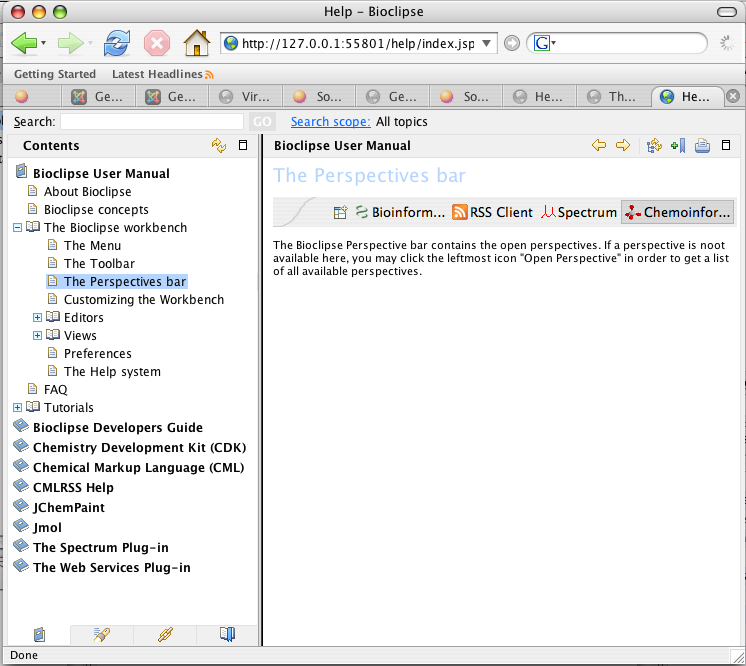 Help - Bioclipse
http://127.0.0.1:55801/help/index.jsp
G
Getting Started Latest Headlines
Ge... Ge... Vir... So... Ge... So... He... Th... He...
Search: GO Search scope: All topics
Contents
Bioclipse User Manual
About Bioclipse
Bioclipse concepts
The Bioclipse workbench
The Menu
The Toolbar
The Perspectives bar
Customizing the Workbench
Editors
Views
Preferences
The Help system
FAQ
Tutorials
Bioclipse Developers Guide
Chemistry Development Kit (CDK)
Chemical Markup Language (CML)
CMLRSS Help
JChemPaint
Jmol
The Spectrum Plug-in
The Web Services Plug-in
Bioclipse User Manual
The Perspectives bar
Bioinform... RSS Client Spectrum Chemoinfor...
The Bioclipse Perspective bar contains the open perspectives. If a perspective is noot
available here, you may click the leftmost icon "Open Perspective" in order to get a list
of all available perspectives.
Done